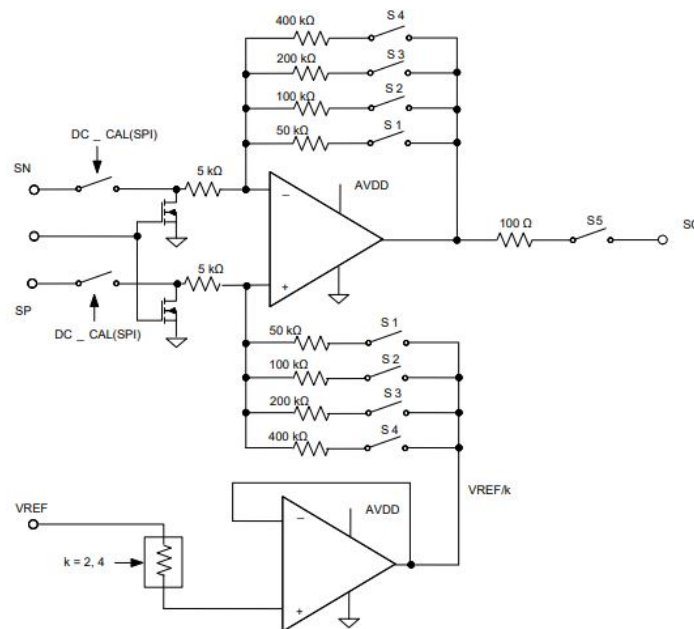 400 kΩ
S 4
200 kΩ
S 3
100 kΩ
S 2
50 kΩ
S 1
DC _ CAL(SPI)
SN
5 kΩ
AVDD
−
+
100 Ω
S5
SP
5 kΩ
DC _ CAL(SPI)
50 kΩ
S 1
100 kΩ
S 2
200 kΩ
S 3
400 kΩ
S 4
VREF/k
VREF
AVDD
−
+
k = 2, 4